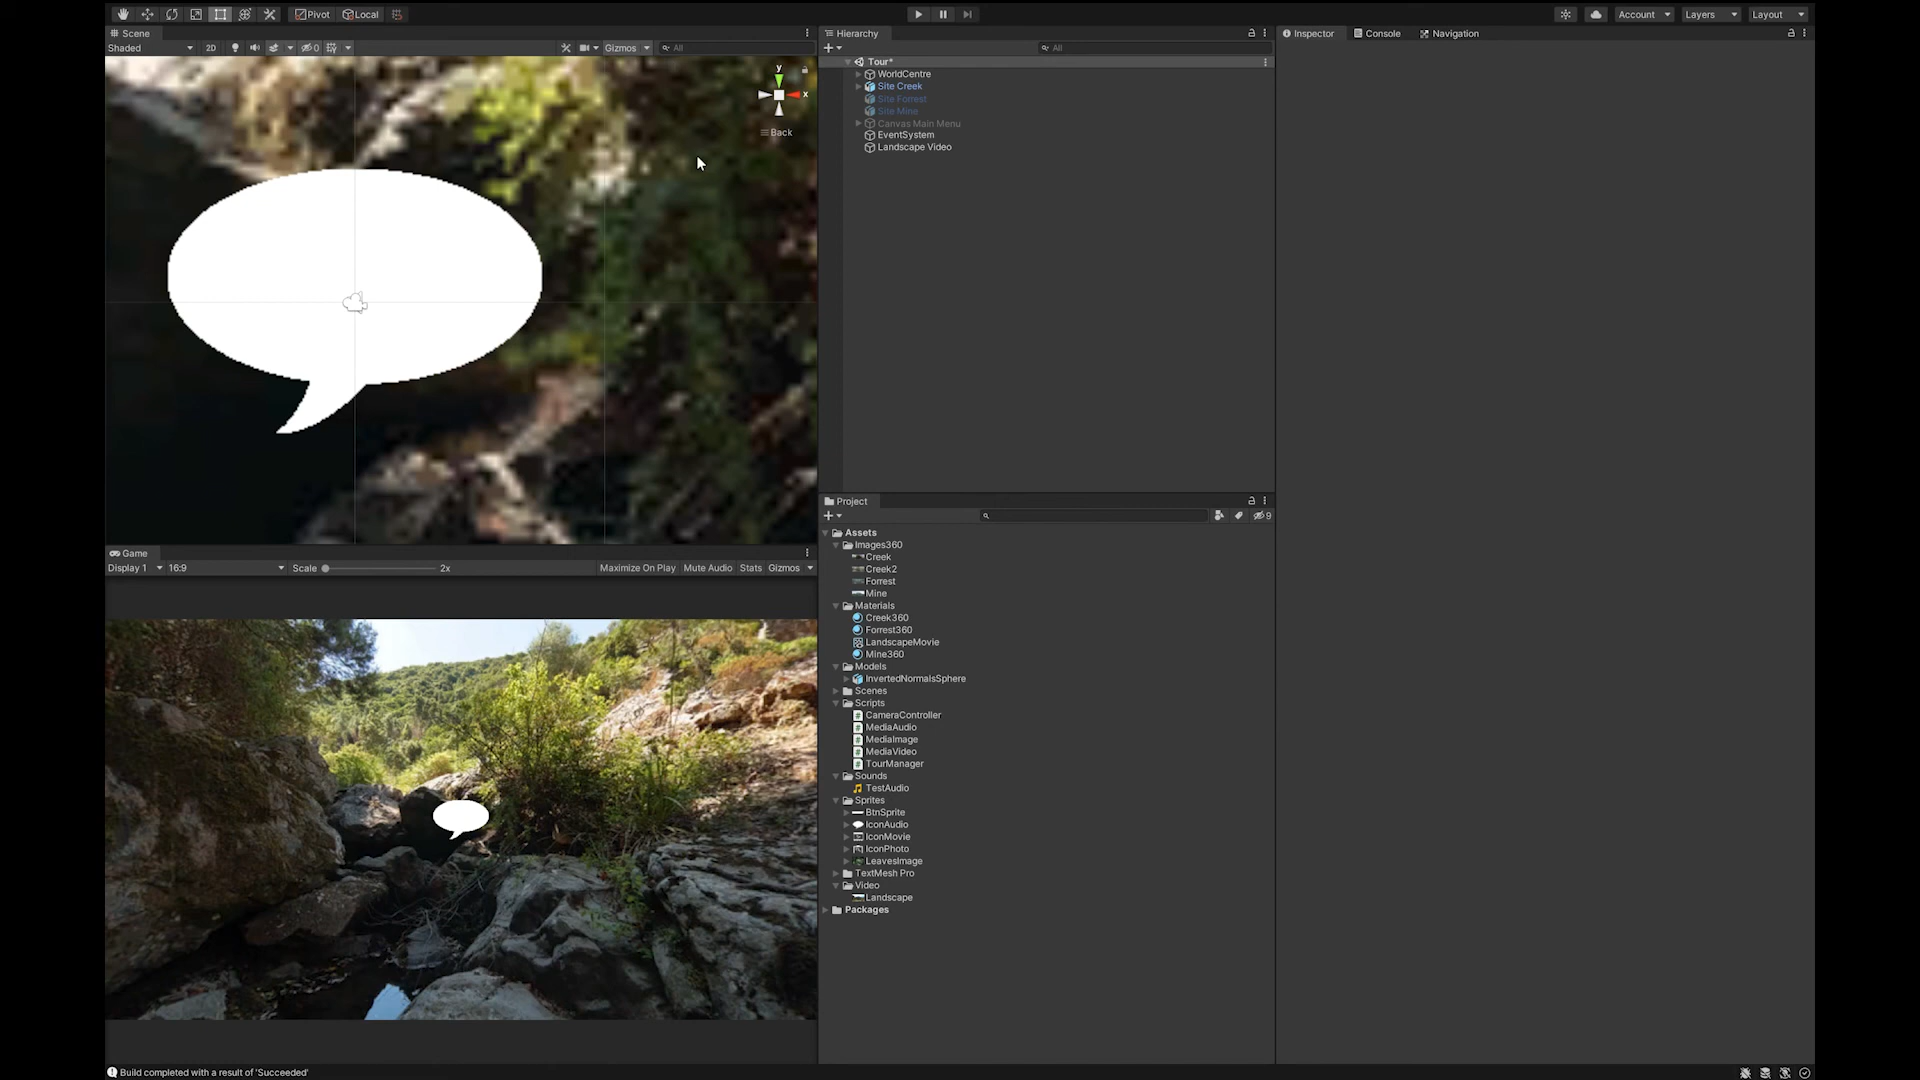 Pivot Local Account Layers Layout
Scene
Shaded 2D 0 Gizmos All
y
x
Back
Hierarchy
All
Tour*
WorldCentre
Site Creek
Site Forrest
Site Mine
Canvas Main Menu
EventSystem
Landscape Video
Inspector Console Navigation
Project
9
Assets
Images360
Creek
Creek2
Forrest
Mine
Materials
Creek360
Forrest360
LandscapeMovie
Mine360
Models
InvertedNormalsSphere
Scenes
Scripts
CameraController
MediaAudio
MediaImage
MediaVideo
TourManager
Sounds
TestAudio
Sprites
BtnSprite
IconAudio
IconMovie
IconPhoto
LeavesImage
TextMesh Pro
Video
Landscape
Packages
Game
Display 1 16:9 Scale 2x Maximize On Play Mute Audio Stats Gizmos
Build completed with a result of 'Succeeded'